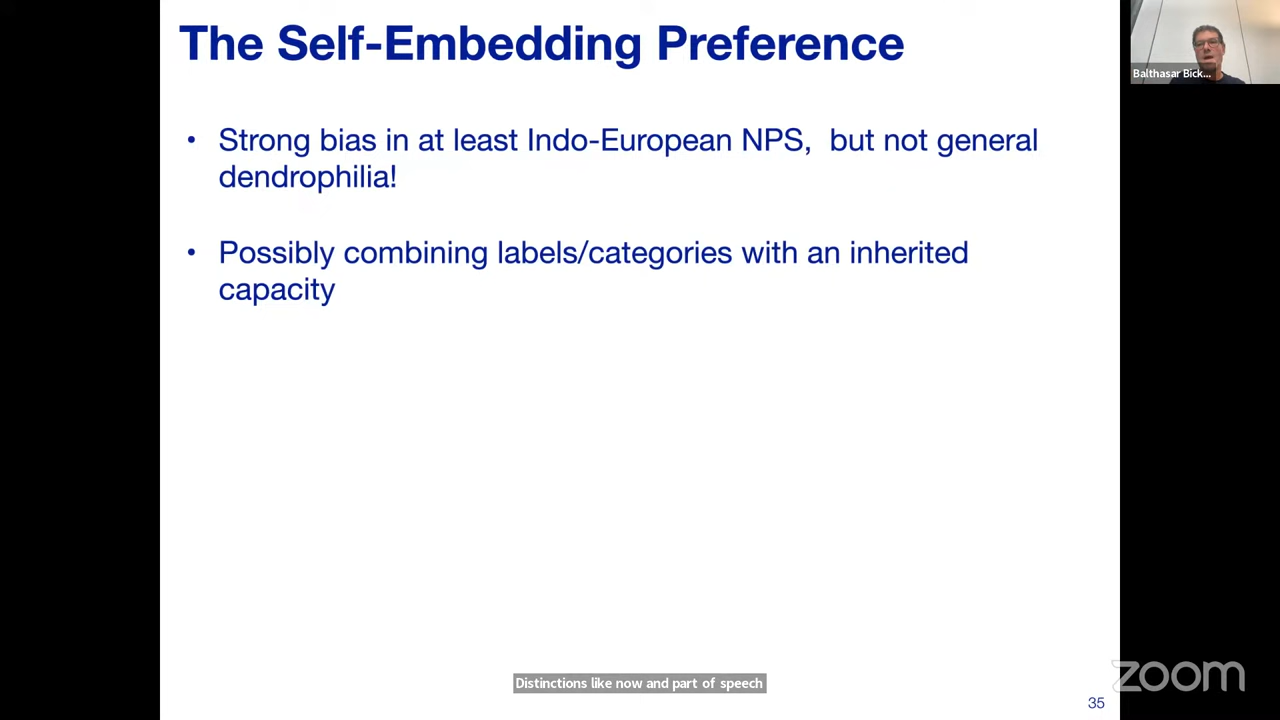 The Self-Embedding Preference
• Strong bias in at least Indo-European NPS,  but not general
dendrophilia!
• Possibly combining labels/categories with an inherited
capacity
Balthasar Bick...
Distinctions like now and part of speech
35
zoom